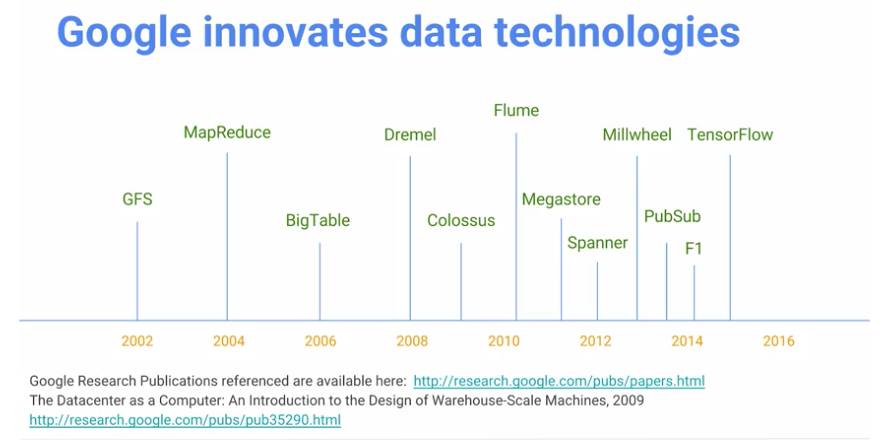 Google innovates data technologies
Flume
MapReduce
Dremel
Millwheel TensorFlow
GFS
Megastore
BigTable
Colossus
PubSub
Spanner
F1
2002 2004 2006 2008 2010 2012 2014 2016
Google Research Publications referenced are available here: http://research.google.com/pubs/papers.html
The Datacenter as a Computer: An Introduction to the Design of Warehouse-Scale Machines, 2009
http://research.google.com/pubs/pub35290.html